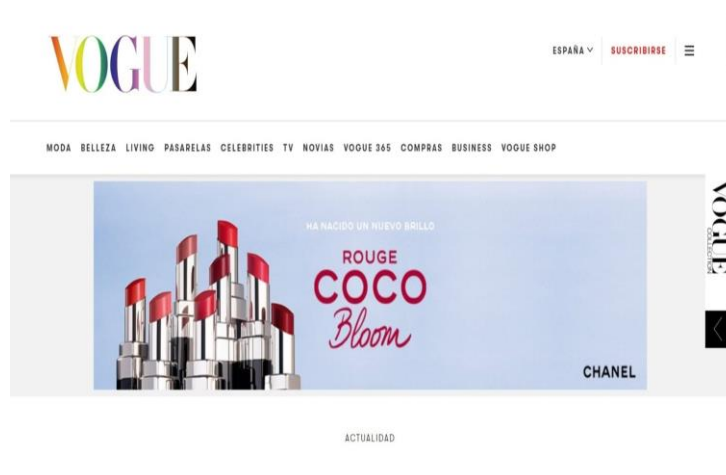 VOGUE
ESPAÑA
SUSCRIBIRSE
MODA BELLEZA LIVING PASARELAS CELEBRITIES TV NOVIAS VOGUE 365 COMPRAS BUSINESS VOGUE SHOP
HA NACIDO UN NUEVO BRILLO
ROUGE
COCO
Bloom
CHANEL
VOGUE
COLLECTION
ACTUALIDAD